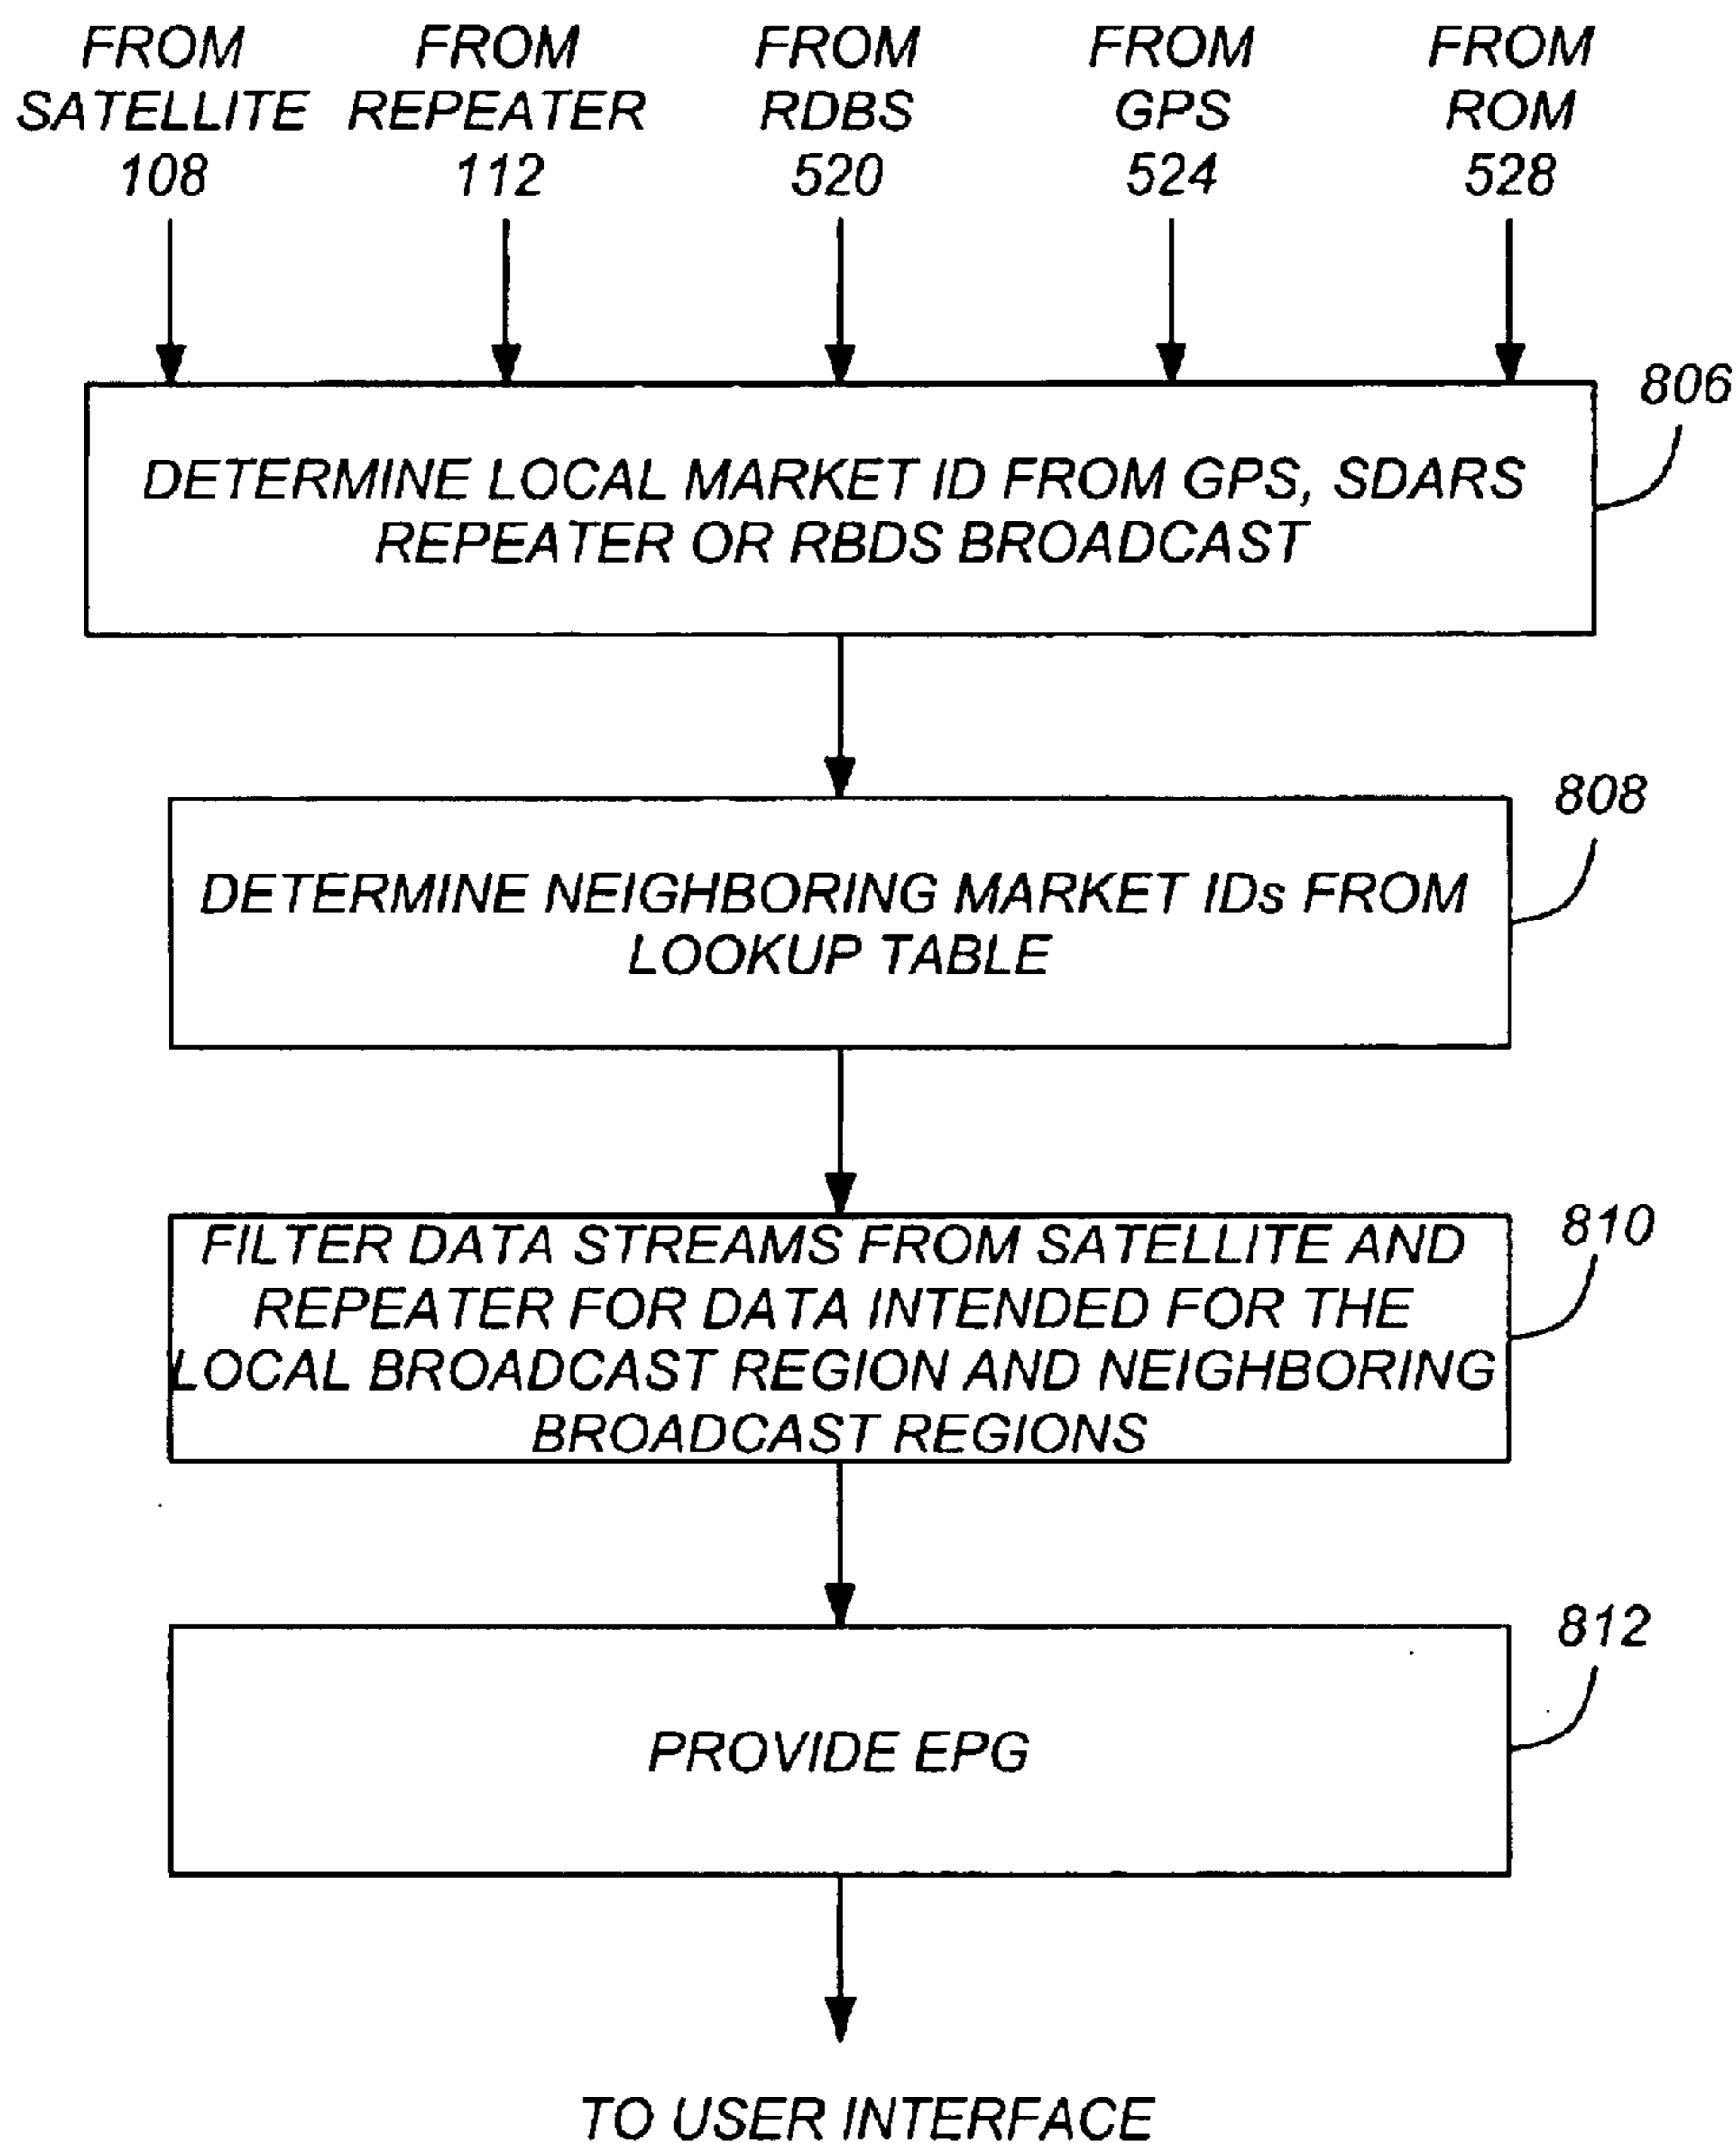 FROM SATELLITE 108
FROM REPEATER 112
FROM RDBS 520
FROM GPS 524
FROM ROM 528
806
DETERMINE LOCAL MARKET ID FROM GPS, SDARS
REPEATER OR RBDS BROADCAST
808
DETERMINE NEIGHBORING MARKET IDs FROM
LOOKUP TABLE
810
FILTER DATA STREAMS FROM SATELLITE AND
REPEATER FOR DATA INTENDED FOR THE
LOCAL BROADCAST REGION AND NEIGHBORING
BROADCAST REGIONS
812
PROVIDE EPG
TO USER INTERFACE